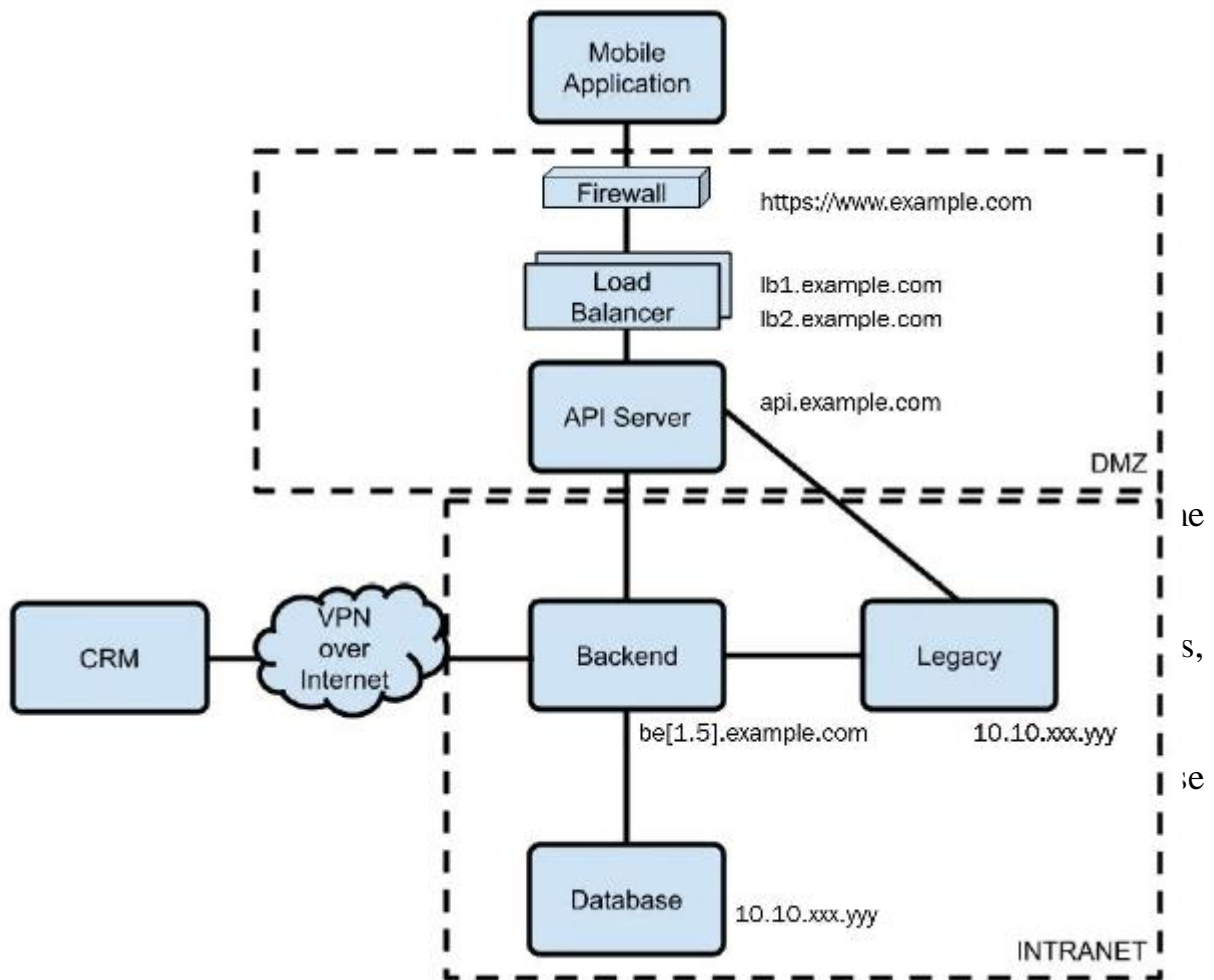 Mobile
Application
Firewall
https://www.example.com
Load
Balancer
lb1.example.com
lb2.example.com
API Server
api.example.com
DMZ
CRM
VPN
over
Internet
Backend
Legacy
be[1.5].example.com
10.10.xxx.yyy
Database
10.10.xxx.yyy
INTRANET